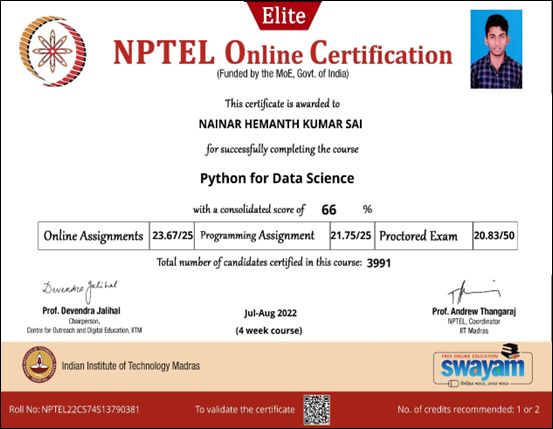 Elite
NPTEL Online Certification
(Funded by the MoE, Govt. of India)
This certificate is awarded to
NAINAR HEMANTH KUMAR SAI
for successfully completing the course
Python for Data Science
with a consolidated score of 66 %
Online Assignments 23.67/25 Programming Assignment 21.75/25 Proctored Exam 20.83/50
Total number of candidates certified in this course: 3991
Devendra Jalihal
Prof. Devendra Jalihal
Chairperson,
Centre for Outreach and Digital Education, IITM
Jul-Aug 2022
(4 week course)
Prof. Andrew Thangaraj
NPTEL, Coordinator
IIT Madras
Indian Institute of Technology Madras
FREE ONLINE EDUCATION
swayam
शिक्षित भारत, उन्नत भारत
Roll No: NPTEL22CS74S13790381
To validate the certificate
No. of credits recommended: 1 or 2